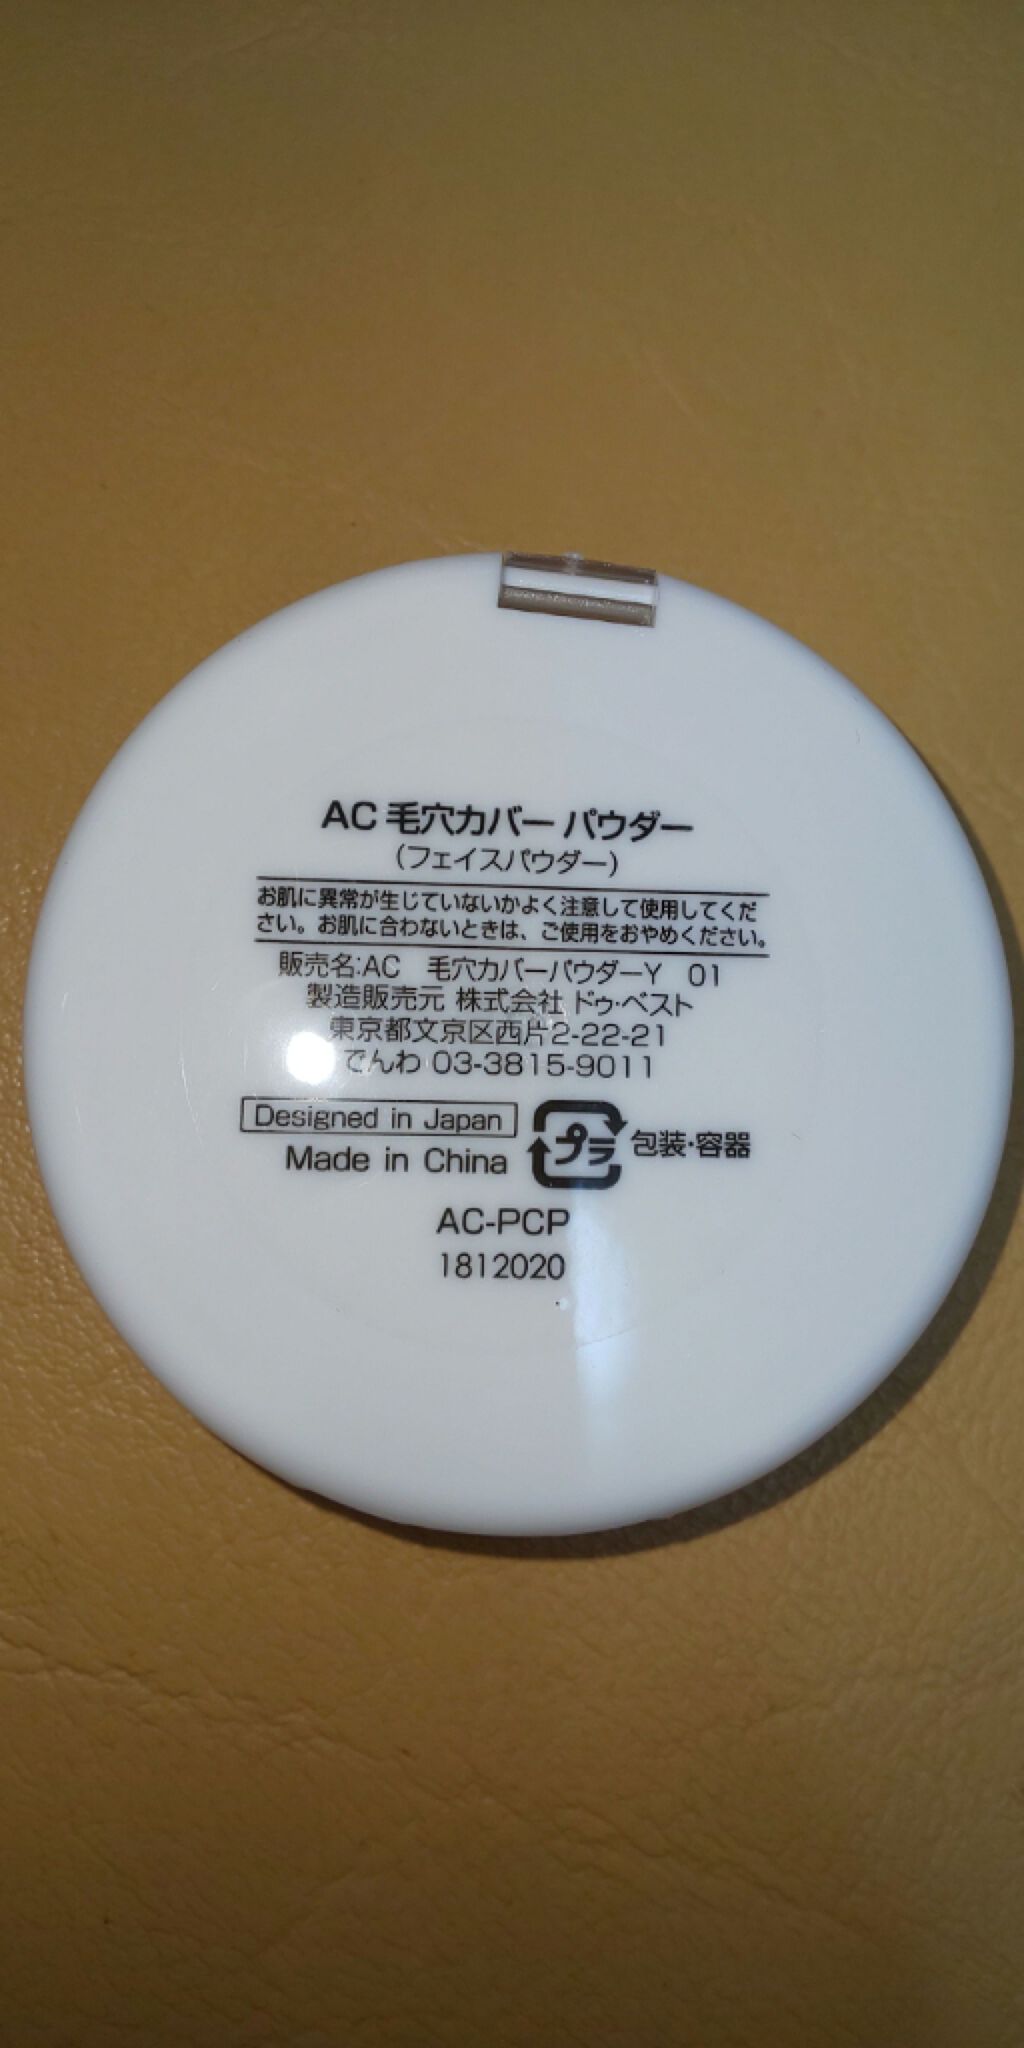 AC 毛穴カバー パウダー
(フェイスパウダー)
お肌に異常が生じていないかよく注意して使用してくだ
さい。お肌に合わないときは、ご使用をおやめください。
販売名:AC 毛穴カバーパウダーY 01
製造販売元 株式会社 ドゥ・ベスト
東京都文京区西片2-22-21
でんわ 03-3815-9011
Designed in Japan
Made in China
プラ 包装・容器
AC-PCP
1812020